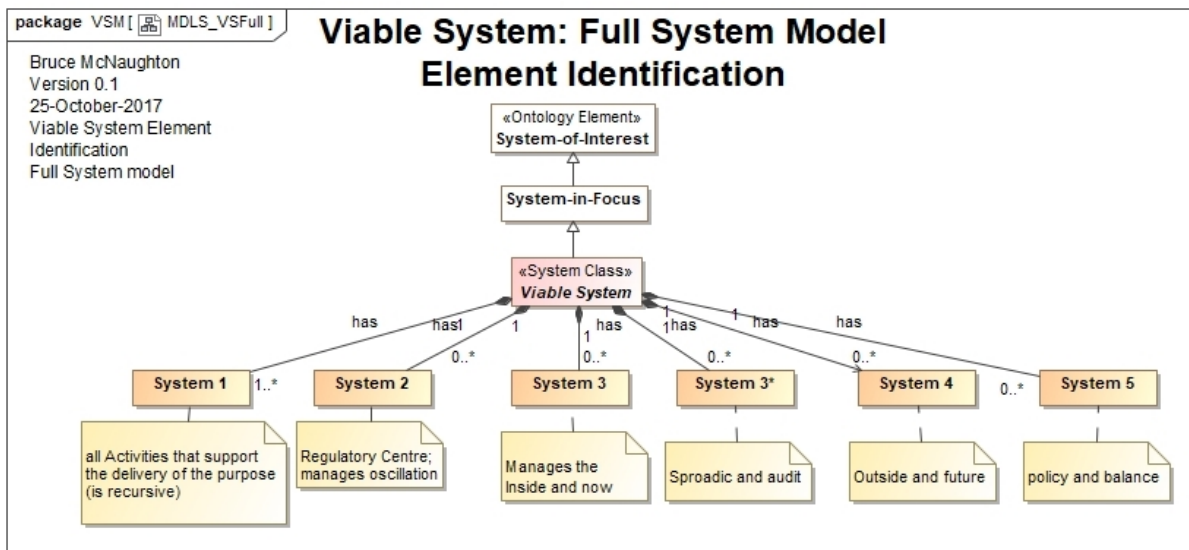 package VSM [ MDLS_VSFull ]
Viable System: Full System Model
Element Identification
Bruce McNaughton
Version 0.1
25-October-2017
Viable System Element
Identification
Full System model
«Ontology Element»
System-of-Interest
System-in-Focus
«System Class»
Viable System
has
has
has
has
has
has
1
1
1
1
1
1
1..*
0..*
0..*
0..*
0..*
0..*
System 1
System 2
System 3
System 3*
System 4
System 5
all Activities that support
the delivery of the purpose
(is recursive)
Regulatory Centre;
manages oscillation
Manages the
Inside and now
Sproadic and audit
Outside and future
policy and balance